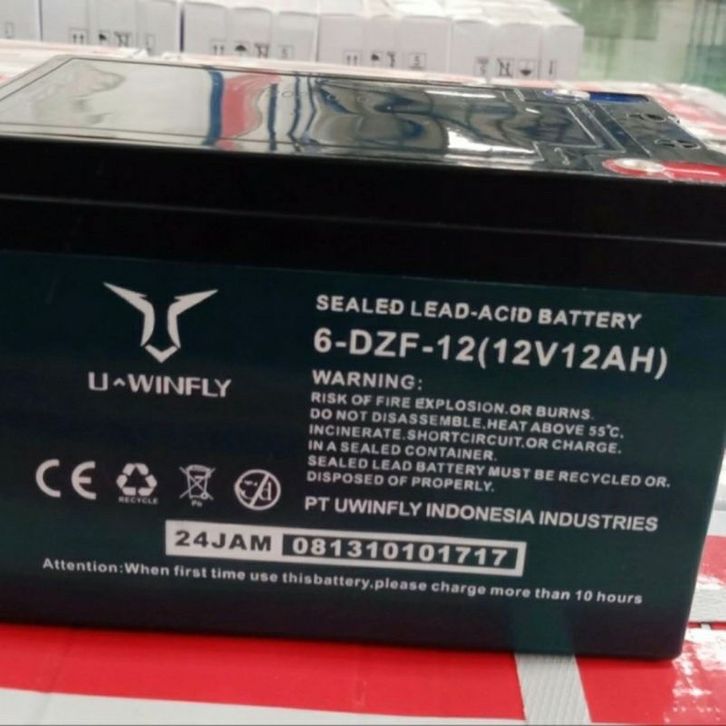 SEALED LEAD-ACID BATTERY
6-DZF-12(12V12AH)
U-WINFLY
WARNING:
RISK OF FIRE EXPLOSION.OR BURNS.
DO NOT DISASSEMBLE.HEAT ABOVE 55℃.
INCINERATE.SHORTCIRCUIT.OR CHARGE.
IN A SEALED CONTAINER.
SEALED LEAD BATTERY MUST BE RECYCLED OR.
DISPOSED OF PROPERLY.
CE
RECYCLE
Pb
PT UWINFLY INDONESIA INDUSTRIES
24JAM 081310101717
Attention:When first time use thisbattery,please charge more than 10 hours